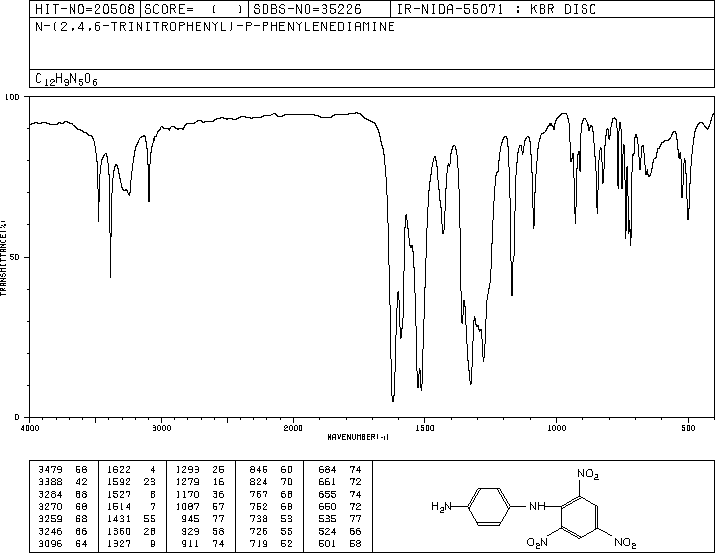 HIT-NO=20508 SCORE= ( ) SDBS-NO=35226 IR-NIDA-55071 : KBR DISC
N-(2,4,6-TRINITROPHENYL)-P-PHENYLENEDIAMINE
C12H9N5O6
100
50
0
TRANSMITTANCE(%)
4000 3000 2000 1500 1000 500
WAVENUMBER(-1)
3479 1622 4 1293 25 846 60 684 74
3388 42 1592 23 1279 16 824 70 661 72
3284 68 1527 8 1170 36 767 68 655 74
3270 68 1514 7 1087 57 752 68 650 72
3259 68 1431 55 945 77 738 53 535 77
3246 66 1360 28 929 58 726 55 524 66
3096 64 1327 9 911 74 719 52 501 58
NO2
H2N NH
O2N NO2